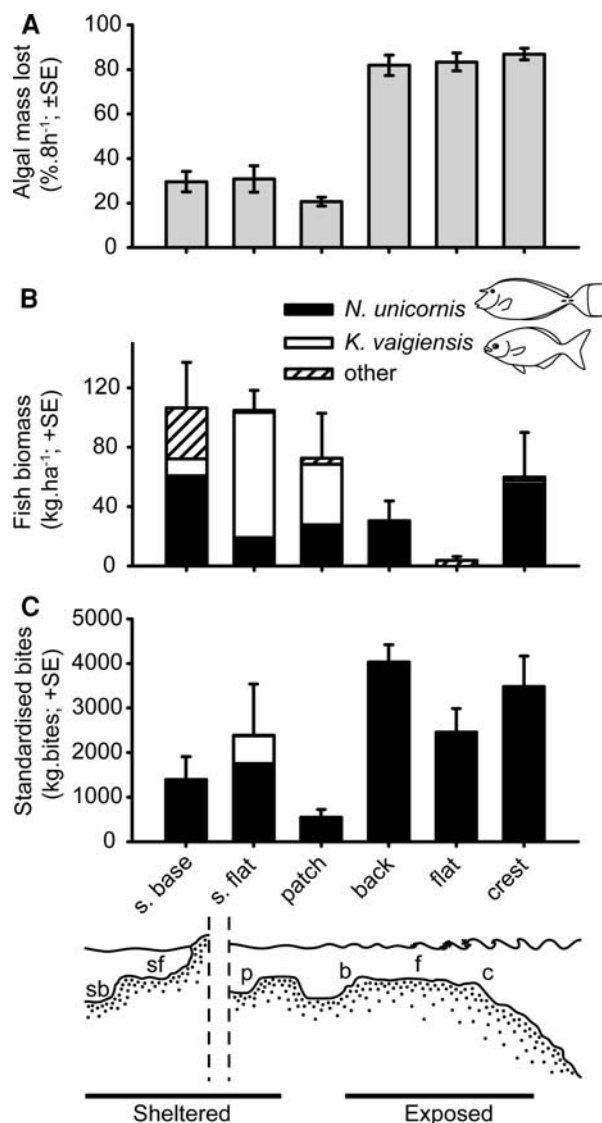 A
Algal mass lost
(%.8h⁻¹; ±SE)
100
80
60
40
20
0
B
N. unicornis
K. vaigiensis
other
Fish biomass
(kg.ha⁻¹; +SE)
120
80
40
0
C
Standardised bites
(kg.bites; +SE)
5000
4000
3000
2000
1000
0
s. base
s. flat
patch
back
flat
crest
sb
sf
p
b
f
c
Sheltered
Exposed